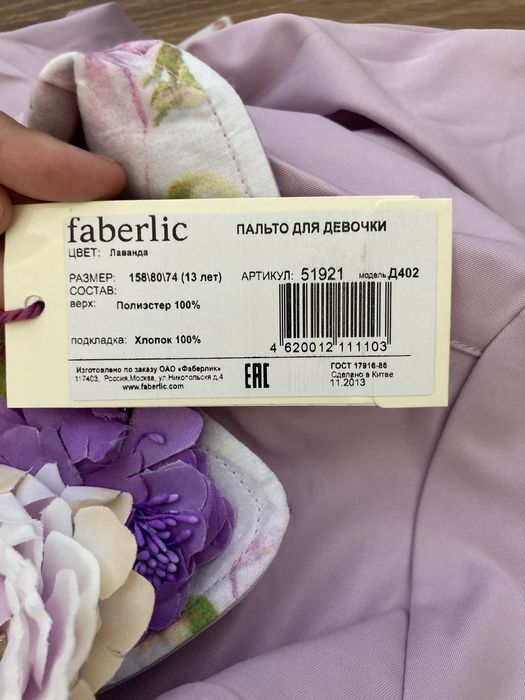 faberlic
ПАЛЬТО ДЛЯ ДЕВОЧКИ
ЦВЕТ: Лаванда
РАЗМЕР: 158\80\74 (13 лет)
АРТИКУЛ: 51921 модель Д402
СОСТАВ:
верх: Полиэстер 100%
подкладка: Хлопок 100%
4 620012 111103
Изготовлено по заказу ОАО «Фаберлик»
117403, Россия,Москва, ул.Никопольская д.4
www.faberlic.com
EAC
ГОСТ 17916-86
Сделано в Китае
11.2013